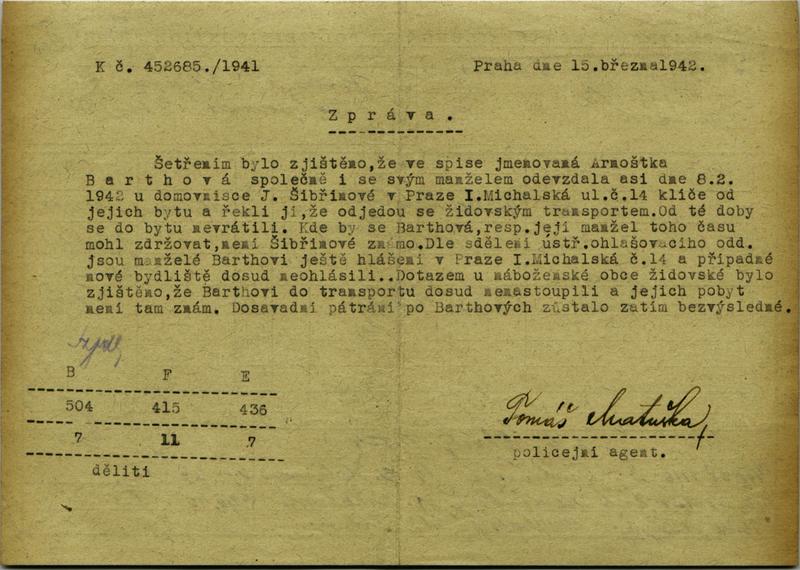 K č. 452685./1941
Praha dne 15.března1942.
Zpráva.
Šetřením bylo zjištěno,že ve spise jmenovaná Arnoštka
Barthová společně i se svým manželem odevzdala asi dne 8.2.
1942 u domovnisce J. Šibřinové v Praze I.Michalská ul.č.14 klíče od
jejich bytu a řekli jí,že odjedou se židovským transportem.Od té doby
se do bytu nevrátili. Kde by se Barthová,resp.její manžel toho času
mohl zdržovat,není Šibřinové známo.Dle sdělení ústř.ohlašovacího odd.
jsou manželé Barthovi ještě hlášeni v Praze I.Michalská č.14 a případné
nové bydliště dosud neohlásili..Dotazem u náboženské obce židovské bylo
zjištěno,že Barthovi do transportu dosud nenastoupili a jejich pobyt
není tam znám. Dosavadní pátrání po Barthových zůstalo zatím bezvýsledné.
B F E
504 415 436
7 11 7
děliti
Tomáš Matuška
policejní agent.